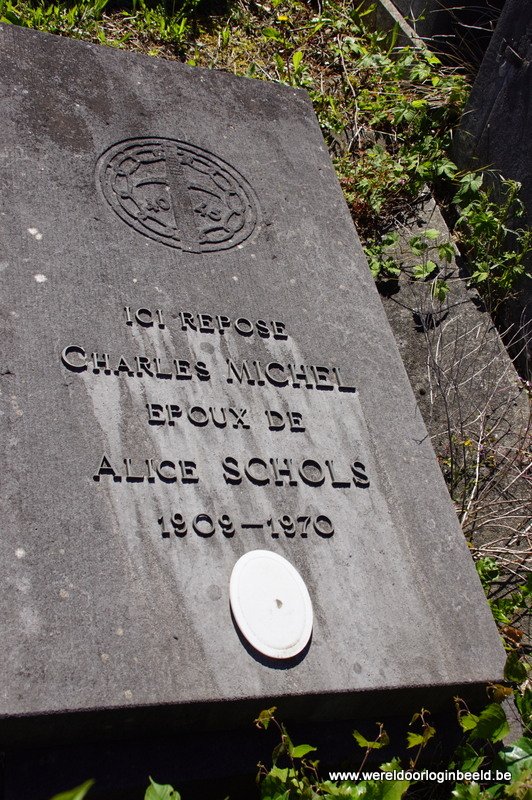 40 45
ICI REPOSE
CHARLES MICHEL
EPOUX DE
ALICE SCHOLS
1909-1970
www.wereldoorloginbeeld.be